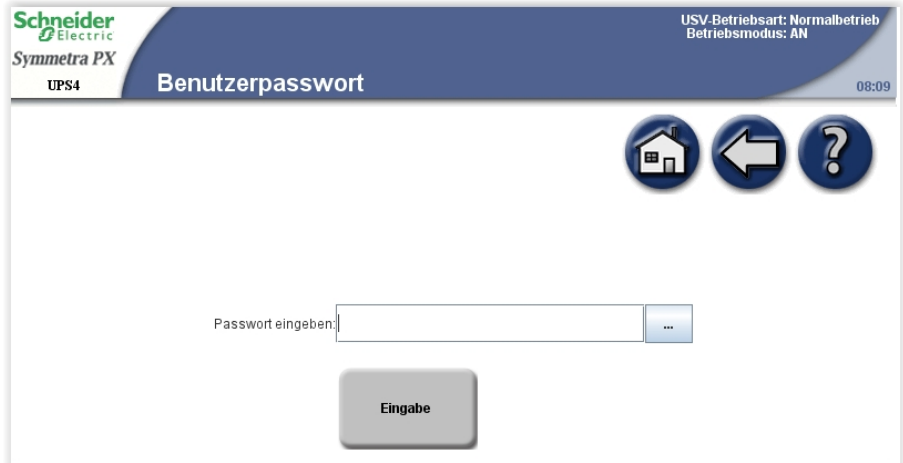 Schneider
Electric
Symmetra PX
UPS4
Benutzerpasswort
USV-Betriebsart: Normalbetrieb
Betriebsmodus: AN
08:09
?
Passwort eingeben:
...
Eingabe